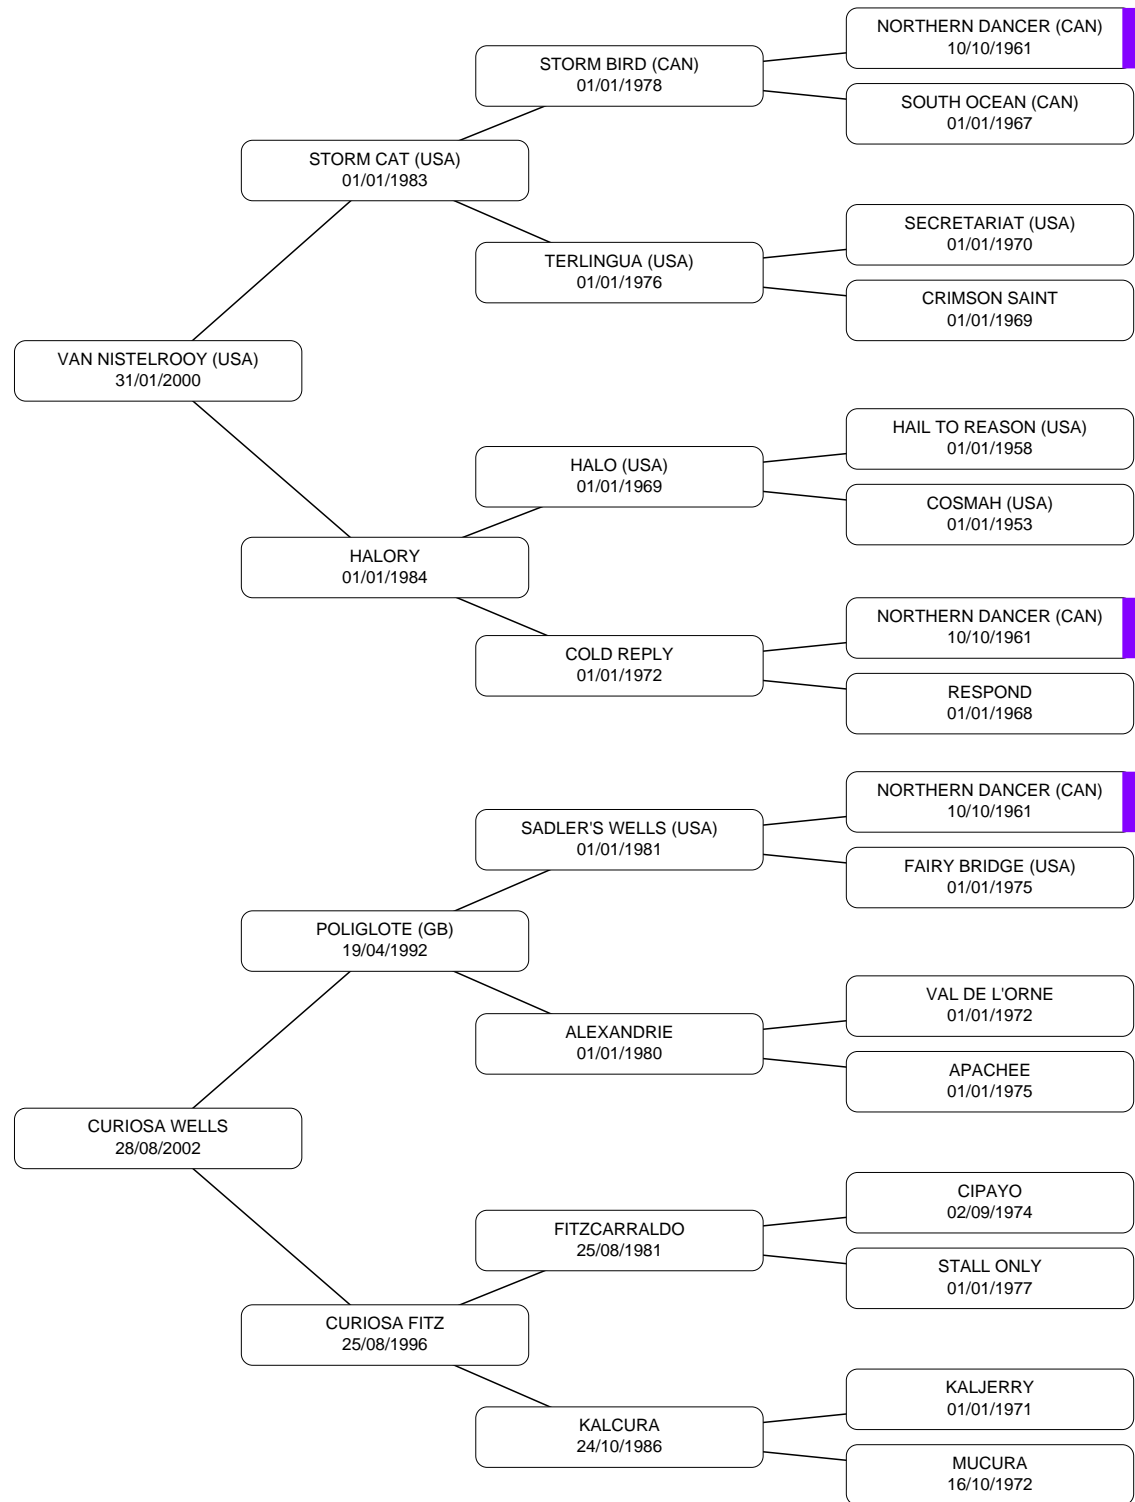 NORTHERN DANCER (CAN)
10/10/1961
STORM BIRD (CAN)
01/01/1978
SOUTH OCEAN (CAN)
01/01/1967
STORM CAT (USA)
01/01/1983
SECRETARIAT (USA)
01/01/1970
TERLINGUA (USA)
01/01/1976
CRIMSON SAINT
01/01/1969
VAN NISTELROOY (USA)
31/01/2000
HAIL TO REASON (USA)
01/01/1958
HALO (USA)
01/01/1969
COSMAH (USA)
01/01/1953
HALORY
01/01/1984
NORTHERN DANCER (CAN)
10/10/1961
COLD REPLY
01/01/1972
RESPOND
01/01/1968
NORTHERN DANCER (CAN)
10/10/1961
SADLER'S WELLS (USA)
01/01/1981
FAIRY BRIDGE (USA)
01/01/1975
POLIGLOTE (GB)
19/04/1992
VAL DE L'ORNE
01/01/1972
ALEXANDRIE
01/01/1980
APACHEE
01/01/1975
CURIOSA WELLS
28/08/2002
CIPAYO
02/09/1974
FITZCARRALDO
25/08/1981
STALL ONLY
01/01/1977
CURIOSA FITZ
25/08/1996
KALJERRY
01/01/1971
KALCURA
24/10/1986
MUCURA
16/10/1972